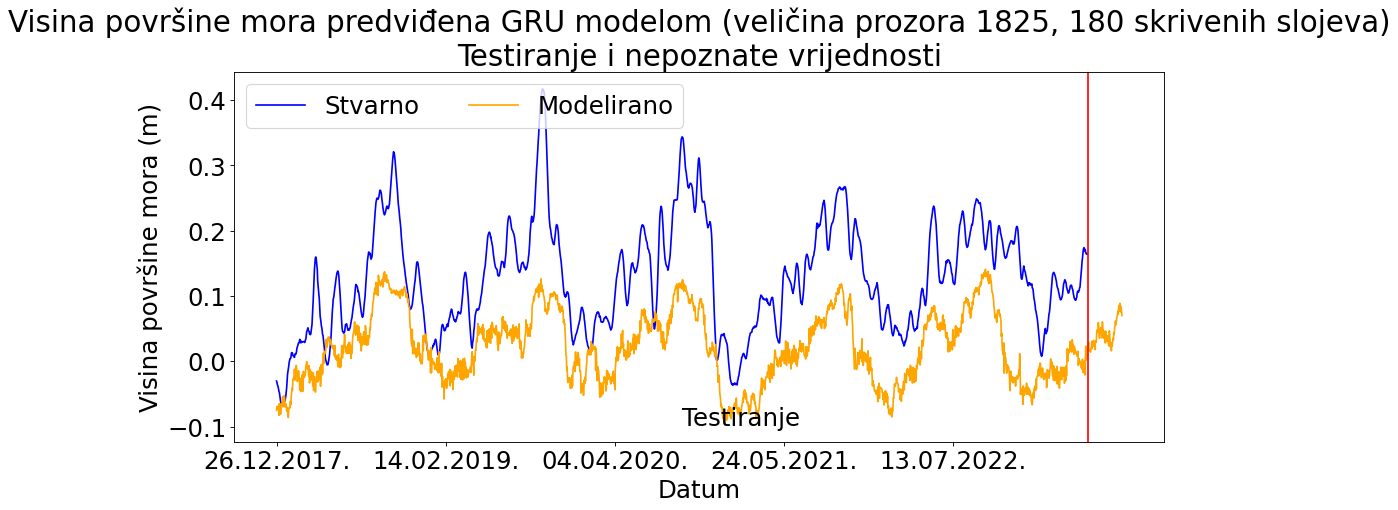 Visina površine mora predviđena GRU modelom (veličina prozora 1825, 180 skrivenih slojeva)
Testiranje i nepoznate vrijednosti
Stvarno Modelirano
Visina površine mora (m)
0.4
0.3
0.2
0.1
0.0
−0.1
Testiranje
26.12.2017. 14.02.2019. 04.04.2020. 24.05.2021. 13.07.2022.
Datum